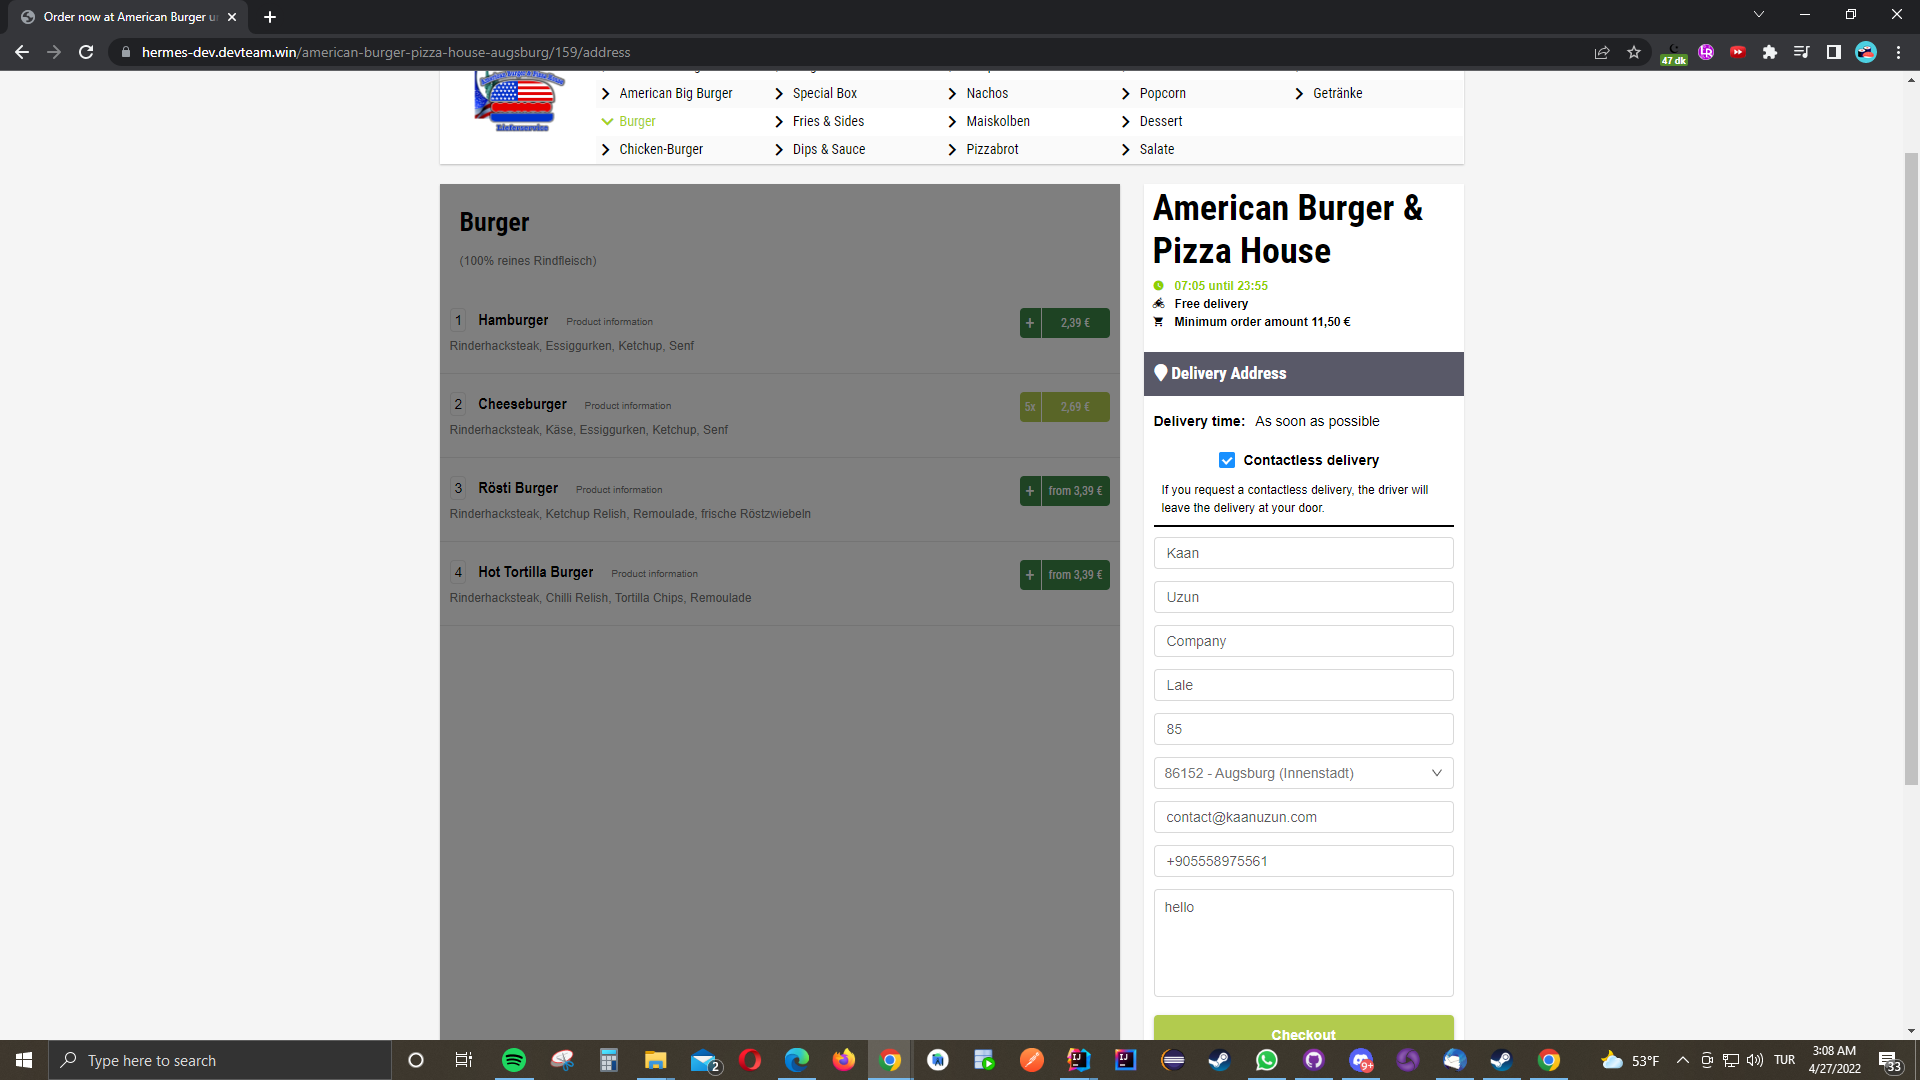 Order now at American Burger u
hermes-dev.devteam.win/american-burger-pizza-house-augsburg/159/address
47 dk
American Big Burger
Special Box
Nachos
Popcorn
Getränke
Burger
Fries & Sides
Maiskolben
Dessert
Chicken-Burger
Dips & Sauce
Pizzabrot
Salate
Lieferservice
Burger
(100% reines Rindfleisch)
1 Hamburger Product information
+ 2,39 €
Rinderhacksteak, Essiggurken, Ketchup, Senf
2 Cheeseburger Product information
5x 2,69 €
Rinderhacksteak, Käse, Essiggurken, Ketchup, Senf
3 Rösti Burger Product information
+ from 3,39 €
Rinderhacksteak, Ketchup Relish, Remoulade, frische Röstzwiebeln
4 Hot Tortilla Burger Product information
+ from 3,39 €
Rinderhacksteak, Chilli Relish, Tortilla Chips, Remoulade
American Burger &
Pizza House
07:05 until 23:55
Free delivery
Minimum order amount 11,50 €
Delivery Address
Delivery time: As soon as possible
Contactless delivery
If you request a contactless delivery, the driver will
leave the delivery at your door.
Kaan
Uzun
Company
Lale
85
86152 - Augsburg (Innenstadt)
contact@kaanuzun.com
+905558975561
hello
Checkout
Type here to search
2
9+
53°F
TUR
3:08 AM
4/27/2022
33